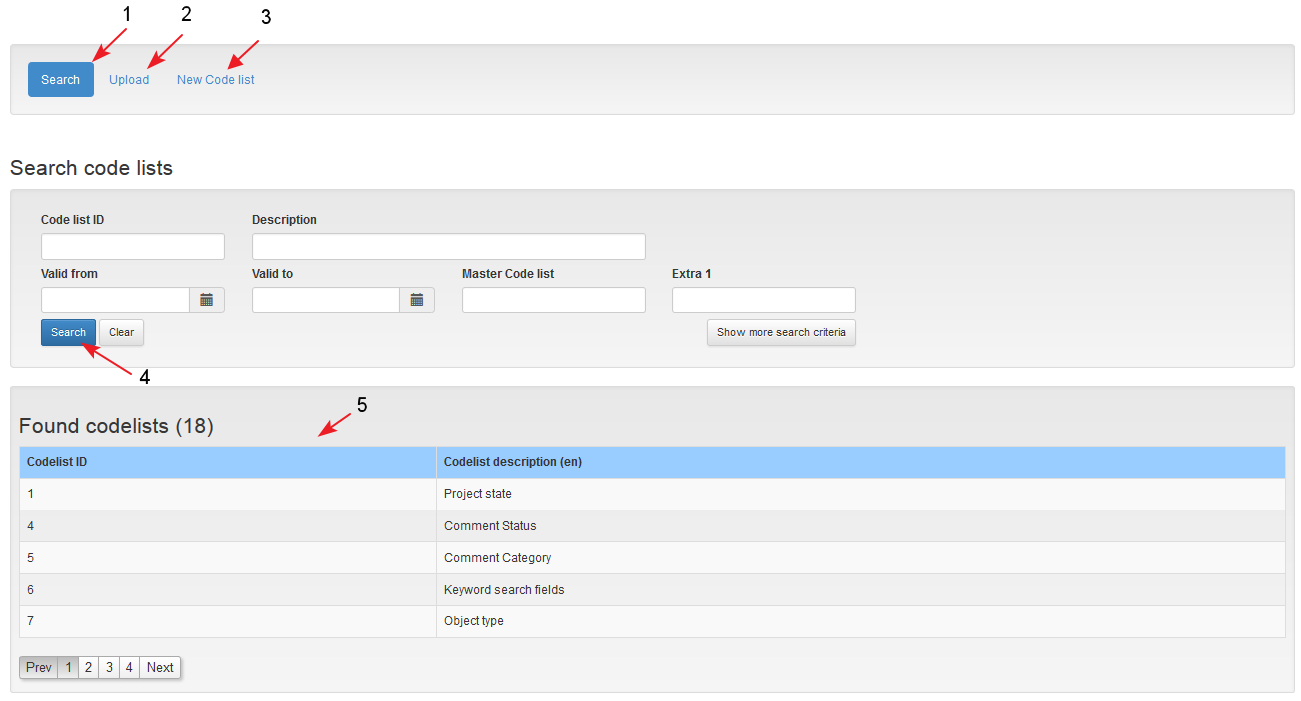 1 2 3
Search Upload New Code list
Search code lists
Code list ID Description
Valid from Valid to Master Code list Extra 1
Search Clear Show more search criteria
4
5
Found codelists (18)
Codelist ID Codelist description (en)
1 Project state
4 Comment Status
5 Comment Category
6 Keyword search fields
7 Object type
Prev 1 2 3 4 Next